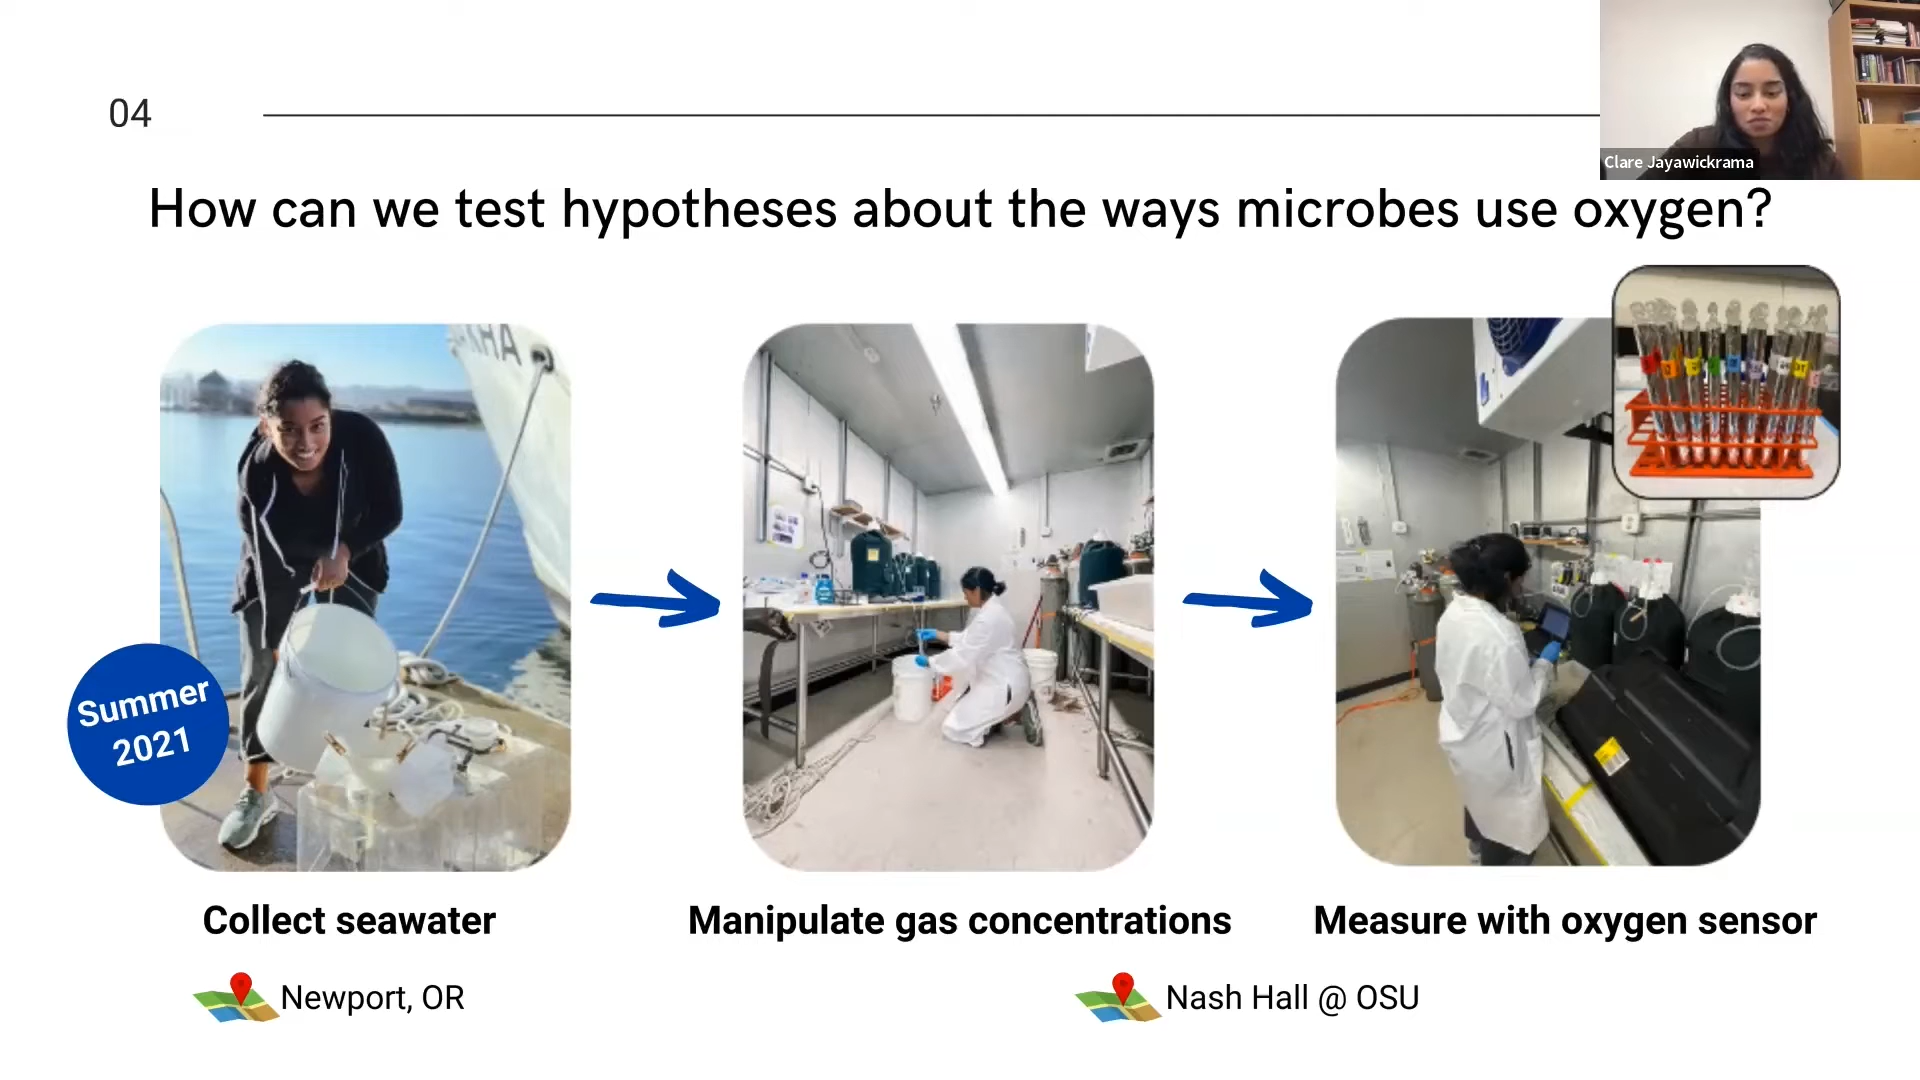 04
Clare Jayawickrama
How can we test hypotheses about the ways microbes use oxygen?
KHA
Summer
2021
Collect seawater
Manipulate gas concentrations
Measure with oxygen sensor
Newport, OR
Nash Hall @ OSU